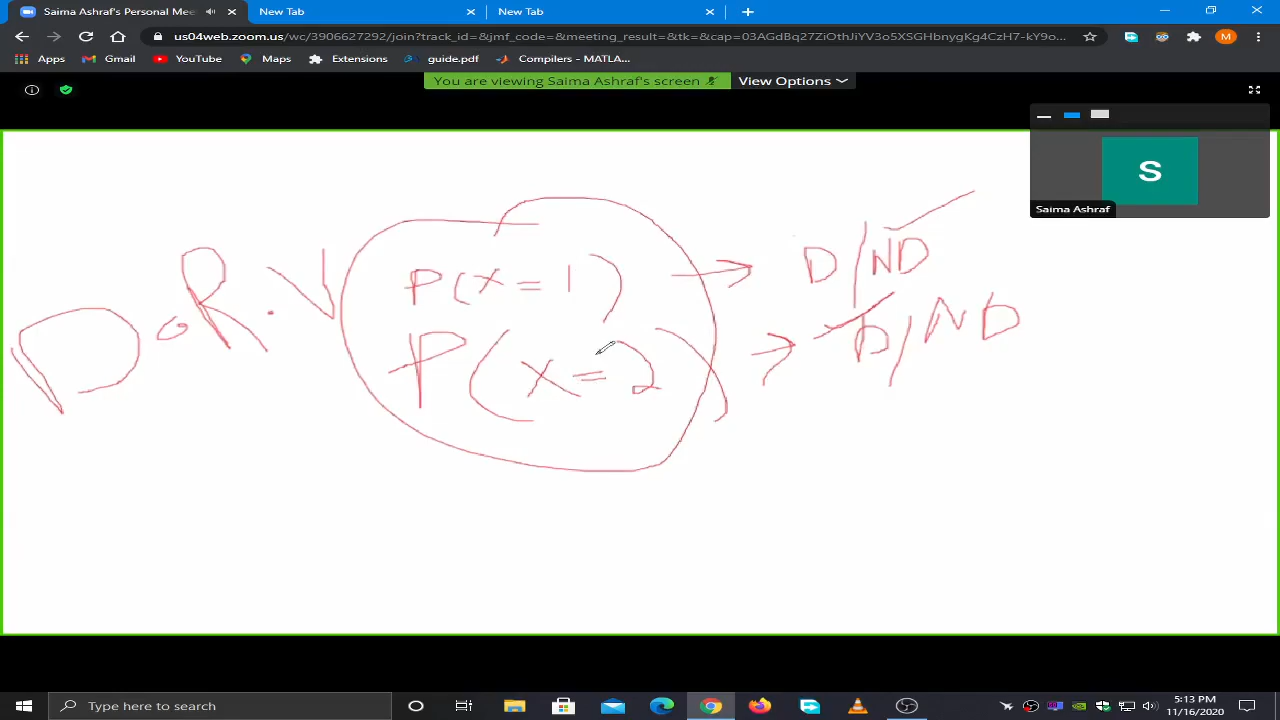 Saima Ashraf's Personal Mee
New Tab
New Tab
us04web.zoom.us/wc/3906627292/join?track_id=&jmf_code=&meeting_result=&tk=&cap=03AGdBq27ZiOthJiYV3o5XSGHbnygKg4CzH7-kY9o...
M
Apps
Gmail
YouTube
Maps
Extensions
guide.pdf
Compilers - MATLA...
You are viewing Saima Ashraf's screen
View Options
S
Saima Ashraf
D.R.V
P(X=1) → D/ND
P(X=2) → D/ND
Type here to search
5:13 PM
11/16/2020